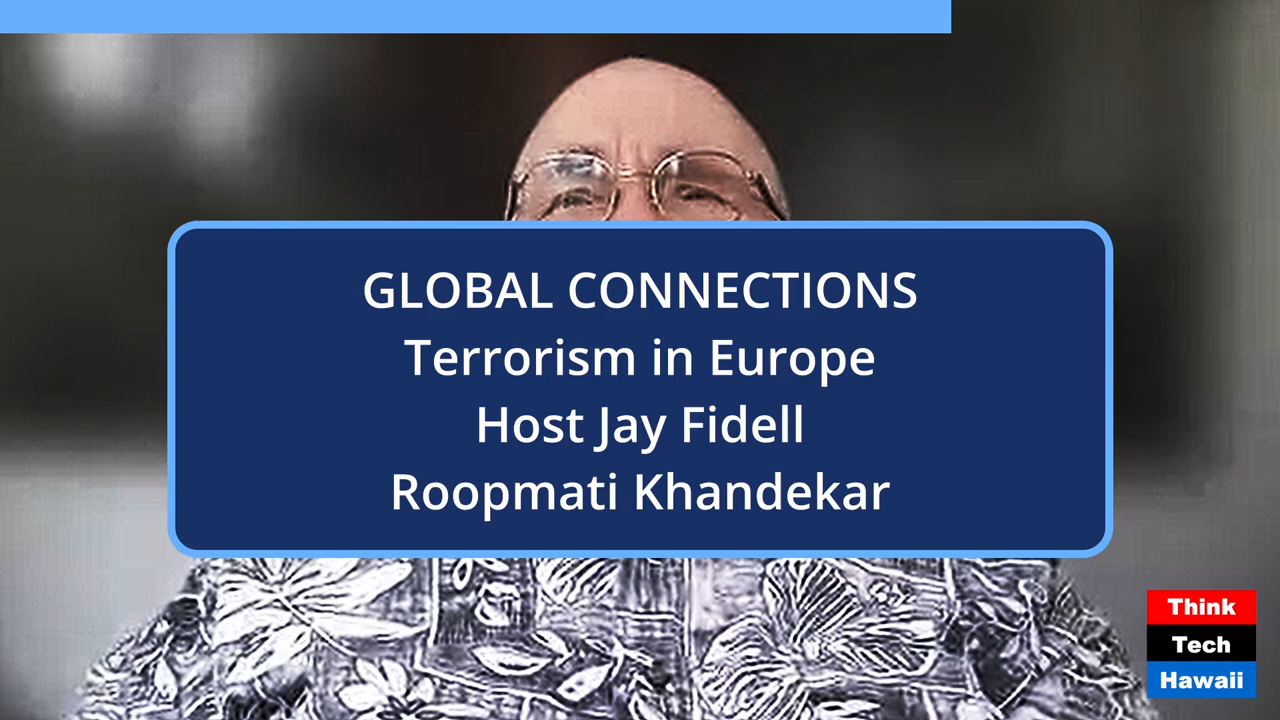 GLOBAL CONNECTIONS
Terrorism in Europe
Host Jay Fidell
Roopmati Khandekar
Think
Tech
Hawaii